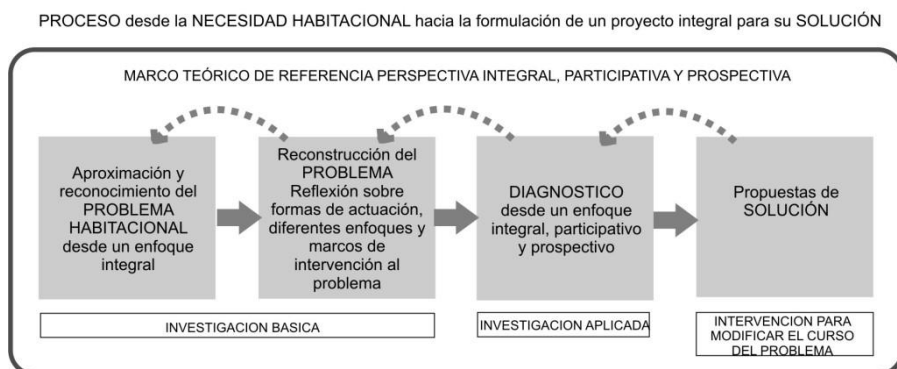 PROCESO desde la NECESIDAD HABITACIONAL hacia la formulación de un proyecto integral para su SOLUCIÓN
MARCO TEÓRICO DE REFERENCIA PERSPECTIVA INTEGRAL, PARTICIPATIVA Y PROSPECTIVA
Aproximación y
reconocimiento del
PROBLEMA
HABITACIONAL
desde un enfoque
integral
Reconstrucción del
PROBLEMA
Reflexión sobre
formas de actuación,
diferentes enfoques y
marcos de
intervención al
problema
DIAGNOSTICO
desde un enfoque
integral, participativo
y prospectivo
Propuestas de
SOLUCIÓN
INVESTIGACION BASICA
INVESTIGACION APLICADA
INTERVENCION PARA
MODIFICAR EL CURSO
DEL PROBLEMA